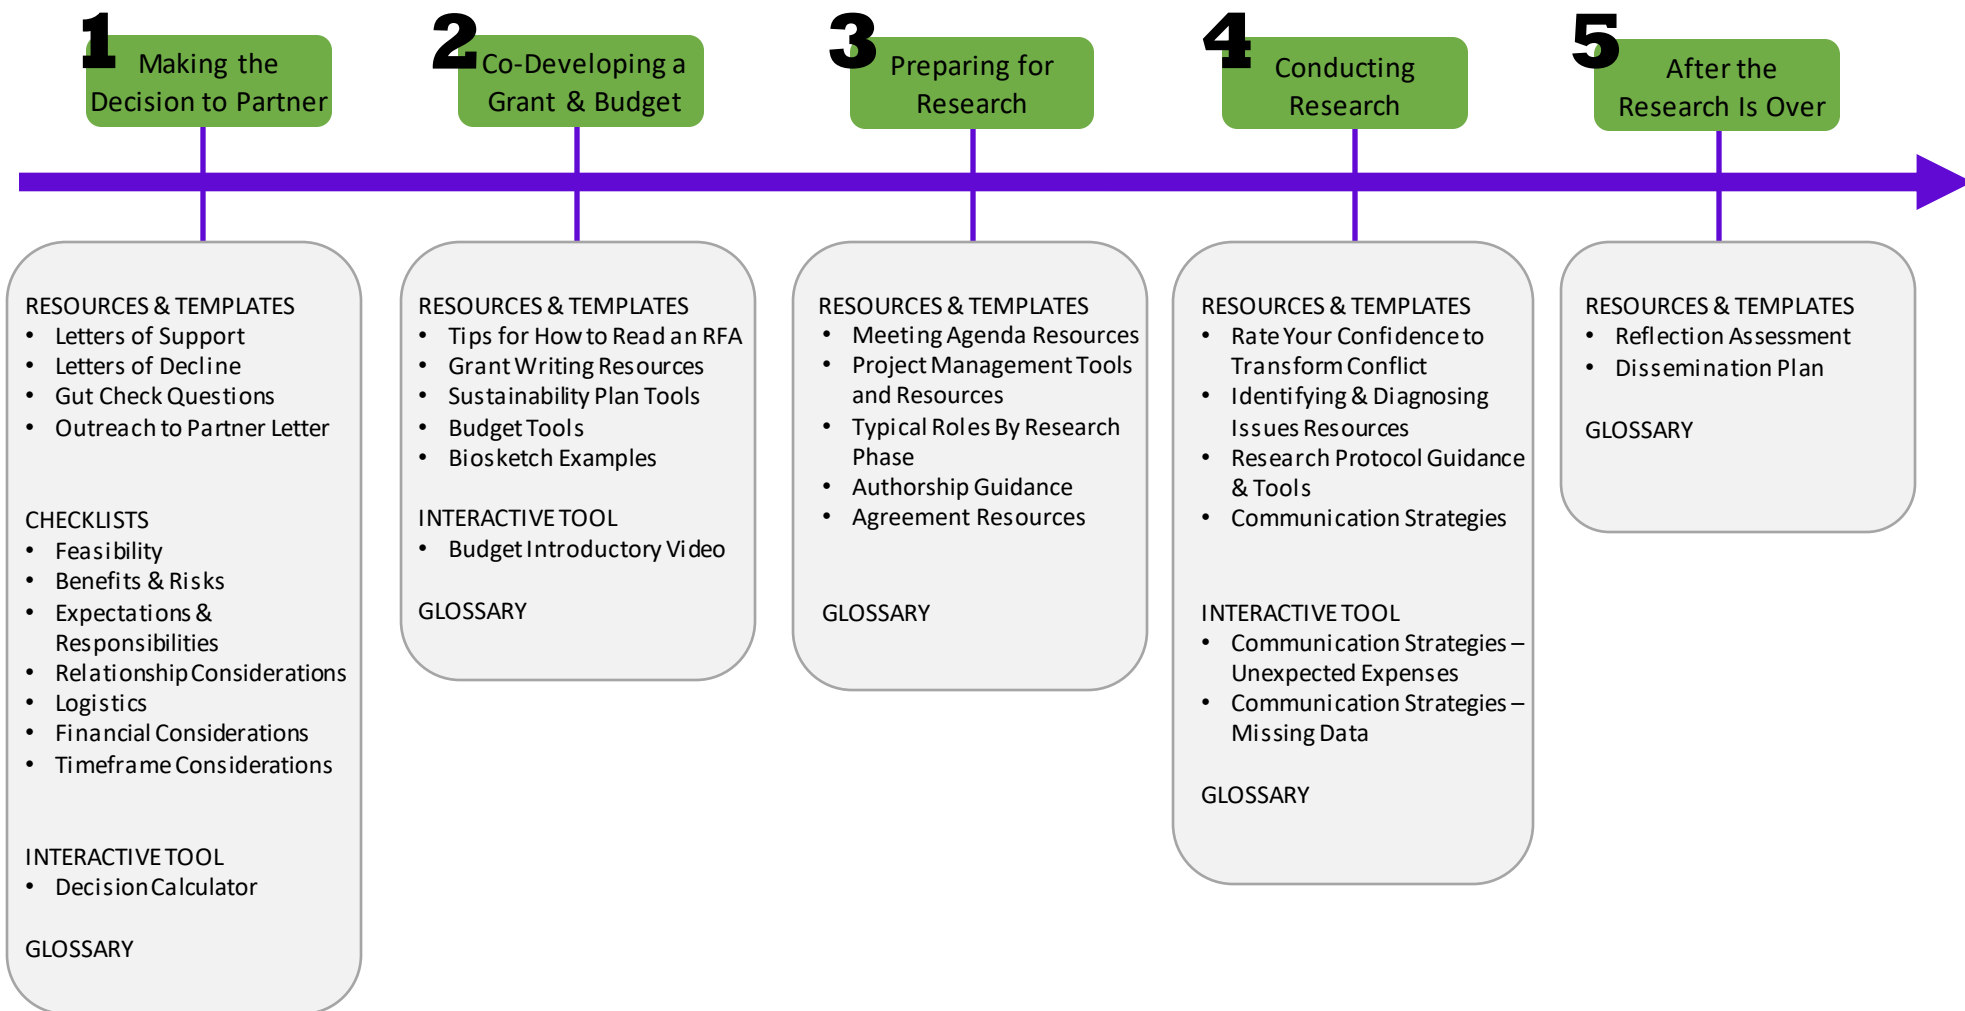 1
Making the
Decision to Partner
2
Co-Developing a
Grant & Budget
3
Preparing for
Research
4
Conducting
Research
5
After the
Research Is Over
RESOURCES & TEMPLATES
• Letters of Support
• Letters of Decline
• Gut Check Questions
• Outreach to Partner Letter
CHECKLISTS
• Feasibility
• Benefits & Risks
• Expectations &
Responsibilities
• Relationship Considerations
• Logistics
• Financial Considerations
• Timeframe Considerations
INTERACTIVE TOOL
• Decision Calculator
GLOSSARY
RESOURCES & TEMPLATES
• Tips for How to Read an RFA
• Grant Writing Resources
• Sustainability Plan Tools
• Budget Tools
• Biosketch Examples
INTERACTIVE TOOL
• Budget Introductory Video
GLOSSARY
RESOURCES & TEMPLATES
• Meeting Agenda Resources
• Project Management Tools
and Resources
• Typical Roles By Research
Phase
• Authorship Guidance
• Agreement Resources
GLOSSARY
RESOURCES & TEMPLATES
• Rate Your Confidence to
Transform Conflict
• Identifying & Diagnosing
Issues Resources
• Research Protocol Guidance
& Tools
• Communication Strategies
INTERACTIVE TOOL
• Communication Strategies –
Unexpected Expenses
• Communication Strategies –
Missing Data
GLOSSARY
RESOURCES & TEMPLATES
• Reflection Assessment
• Dissemination Plan
GLOSSARY